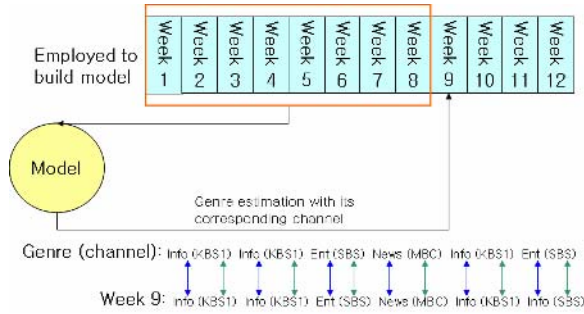 Employed to
build model
Week 1 Week 2 Week 3 Week 4 Week 5 Week 6 Week 7 Week 8 Week 9 Week 10 Week 11 Week 12
Model
Genre estimation with its
corresponding channel
Genre (channel): Info (KBS1) Info (KBS1) Ent (SBS) News (MBC) Info (KBS1) Ent (SBS)
Week 9: Info (KBS1) Info (KBS1) Ent (SBS) News (MBC) Info (KBS1) Info (SBS)